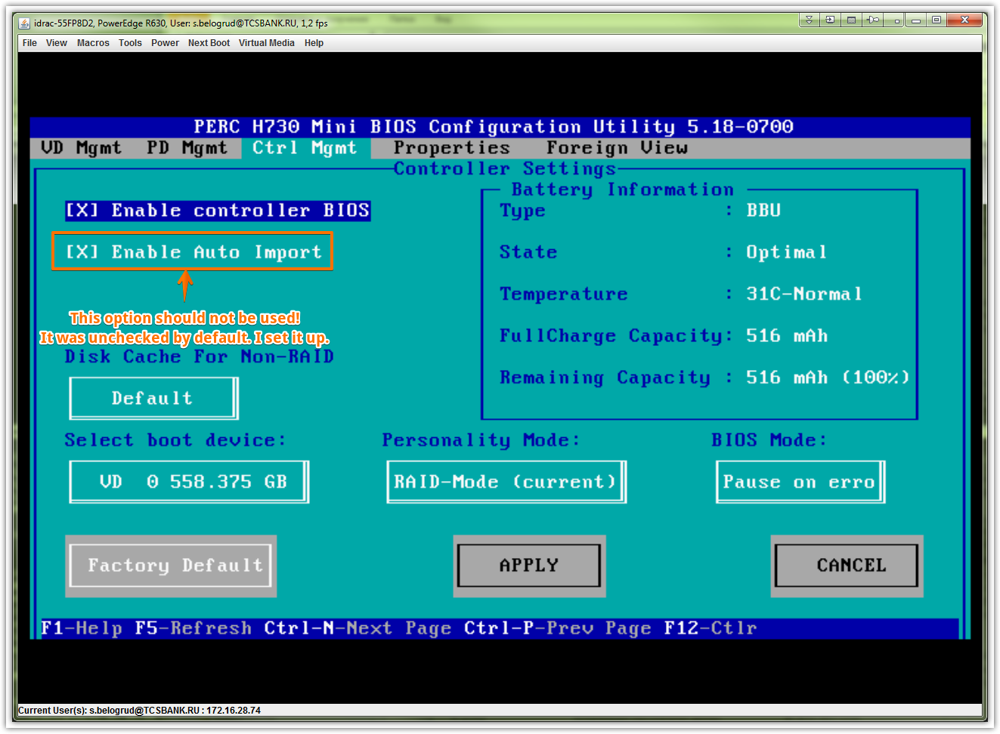 idrac-55FP8D2, PowerEdge R630, User: s.belogrud@TCSBANK.RU, 1,2 fps
File View Macros Tools Power Next Boot Virtual Media Help
PERC H730 Mini BIOS Configuration Utility 5.18-0700
VD Mgmt PD Mgmt Ctrl Mgmt Properties Foreign View
Controller Settings
[X] Enable controller BIOS
[X] Enable Auto Import
This option should not be used!
It was unchecked by default. I set it up.
Disk Cache For Non-RAID
Default
Battery Information
Type : BBU
State : Optimal
Temperature : 31C-Normal
FullCharge Capacity: 516 mAh
Remaining Capacity : 516 mAh (100%)
Select boot device: Personality Mode: BIOS Mode:
VD 0 558.375 GB RAID-Mode (current) Pause on erro
Factory Default APPLY CANCEL
F1-Help F5-Refresh Ctrl-N-Next Page Ctrl-P-Prev Page F12-Ctlr
Current User(s): s.belogrud@TCSBANK.RU : 172.16.28.74